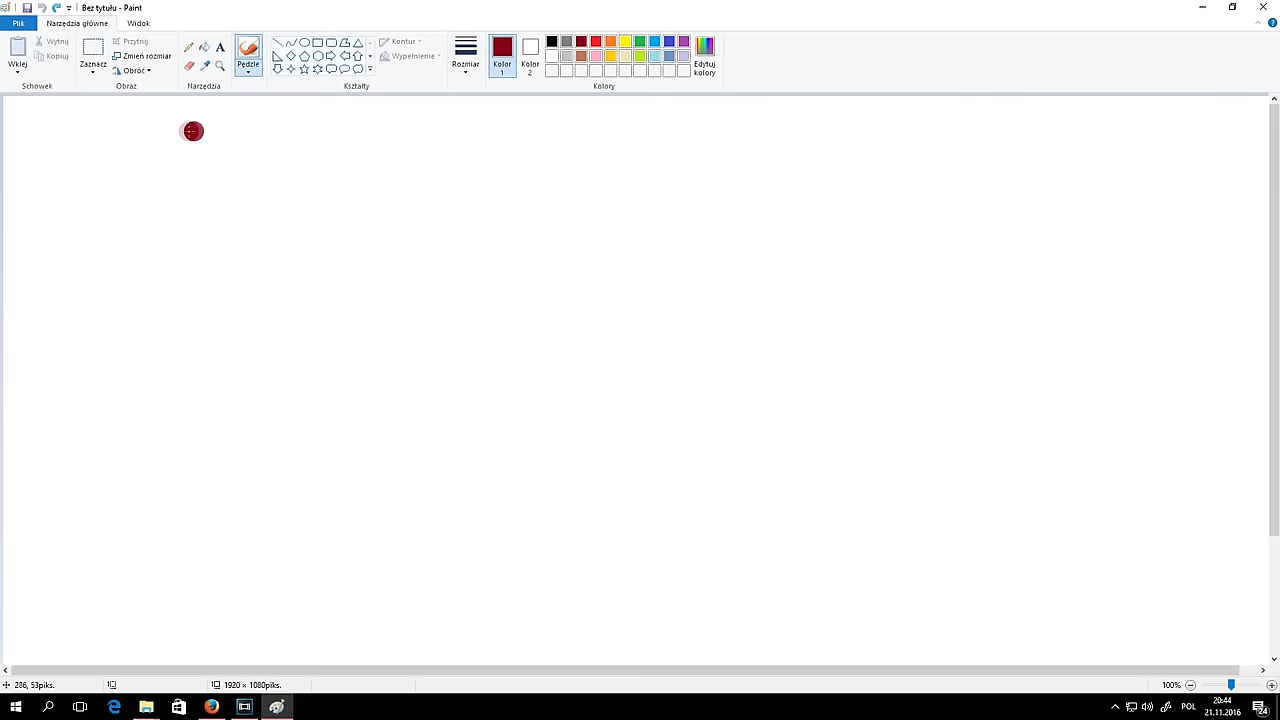 Bez tytułu - Paint
Plik Narzędzia główne Widok
Wklej
Wytnij
Kopiuj
Schowek
Zaznacz
Przytnij
Zmień rozmiar
Obróć
Obraz
A
Narzędzia
Pędzle
Kształty
Kontur
Wypełnienie
Rozmiar
Kolor
1
Kolor
2
Kolory
Edytuj
kolory
286, 53piks.
1920 × 1080piks.
100%
POL
20:44
21.11.2016
24